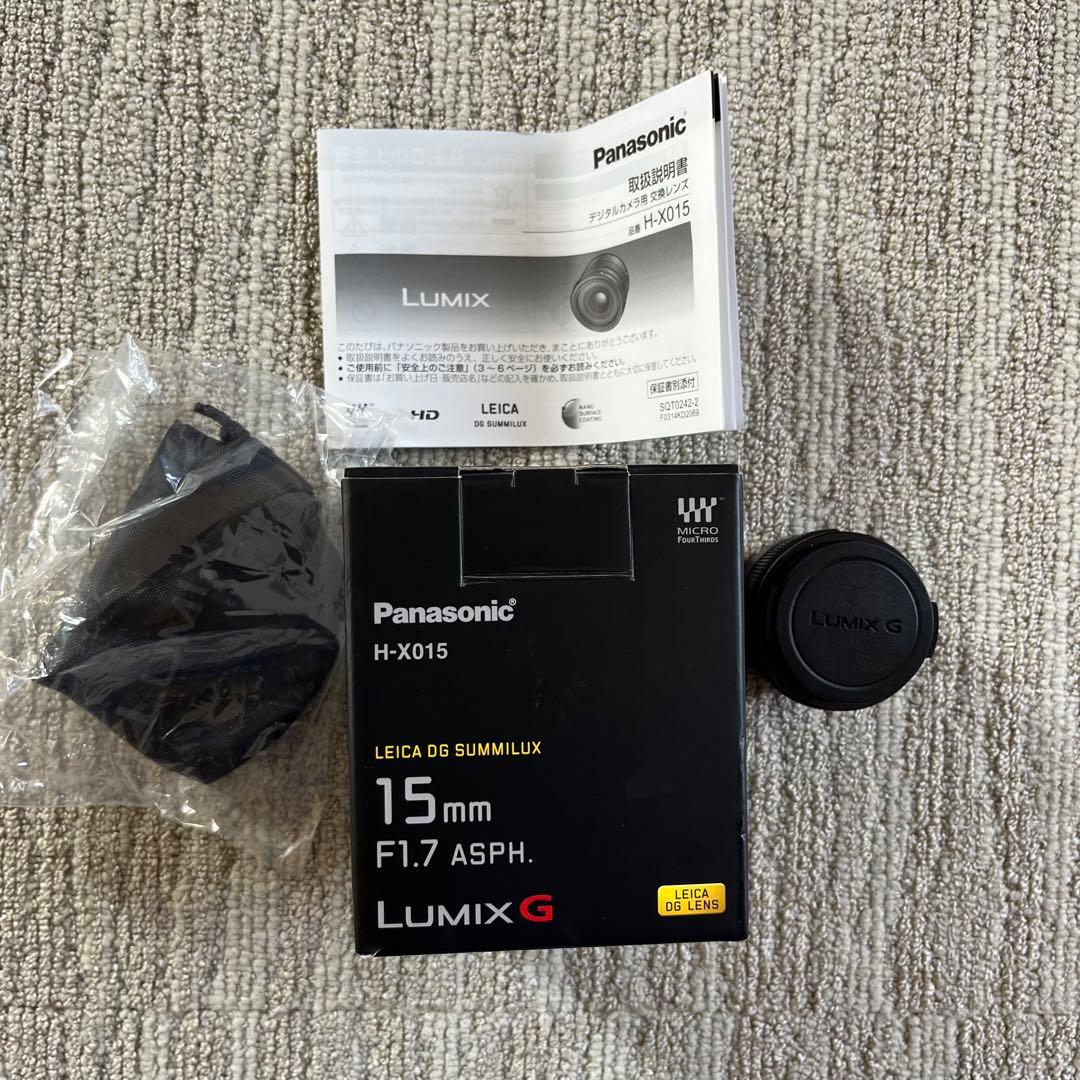 Panasonic
取扱説明書
デジタルカメラ用 交換レンズ
品番 H-X015
LUMIX
このたびは、パナソニック製品をお買い上げいただき、まことにありがとうございます。
• 取扱説明書をよくお読みのうえ、正しく安全にお使いください。
• ご使用前に「安全上のご注意」(3~6ページ)を必ずお読みください。
• 保証書は「お買い上げ日・販売店名」などの記入を確かめ、取扱説明書とともに大切に保管してください。
保証書別添付
HD
LEICA
DG SUMMILUX
NANO
SURFACE
COATING
SQT0242-2
F0314KD2069
MICRO
FOURTHIRDS
Panasonic®
H-X015
LEICA DG SUMMILUX
15mm
F1.7 ASPH.
LUMIX G
LEICA
DG LENS
LUMIX G